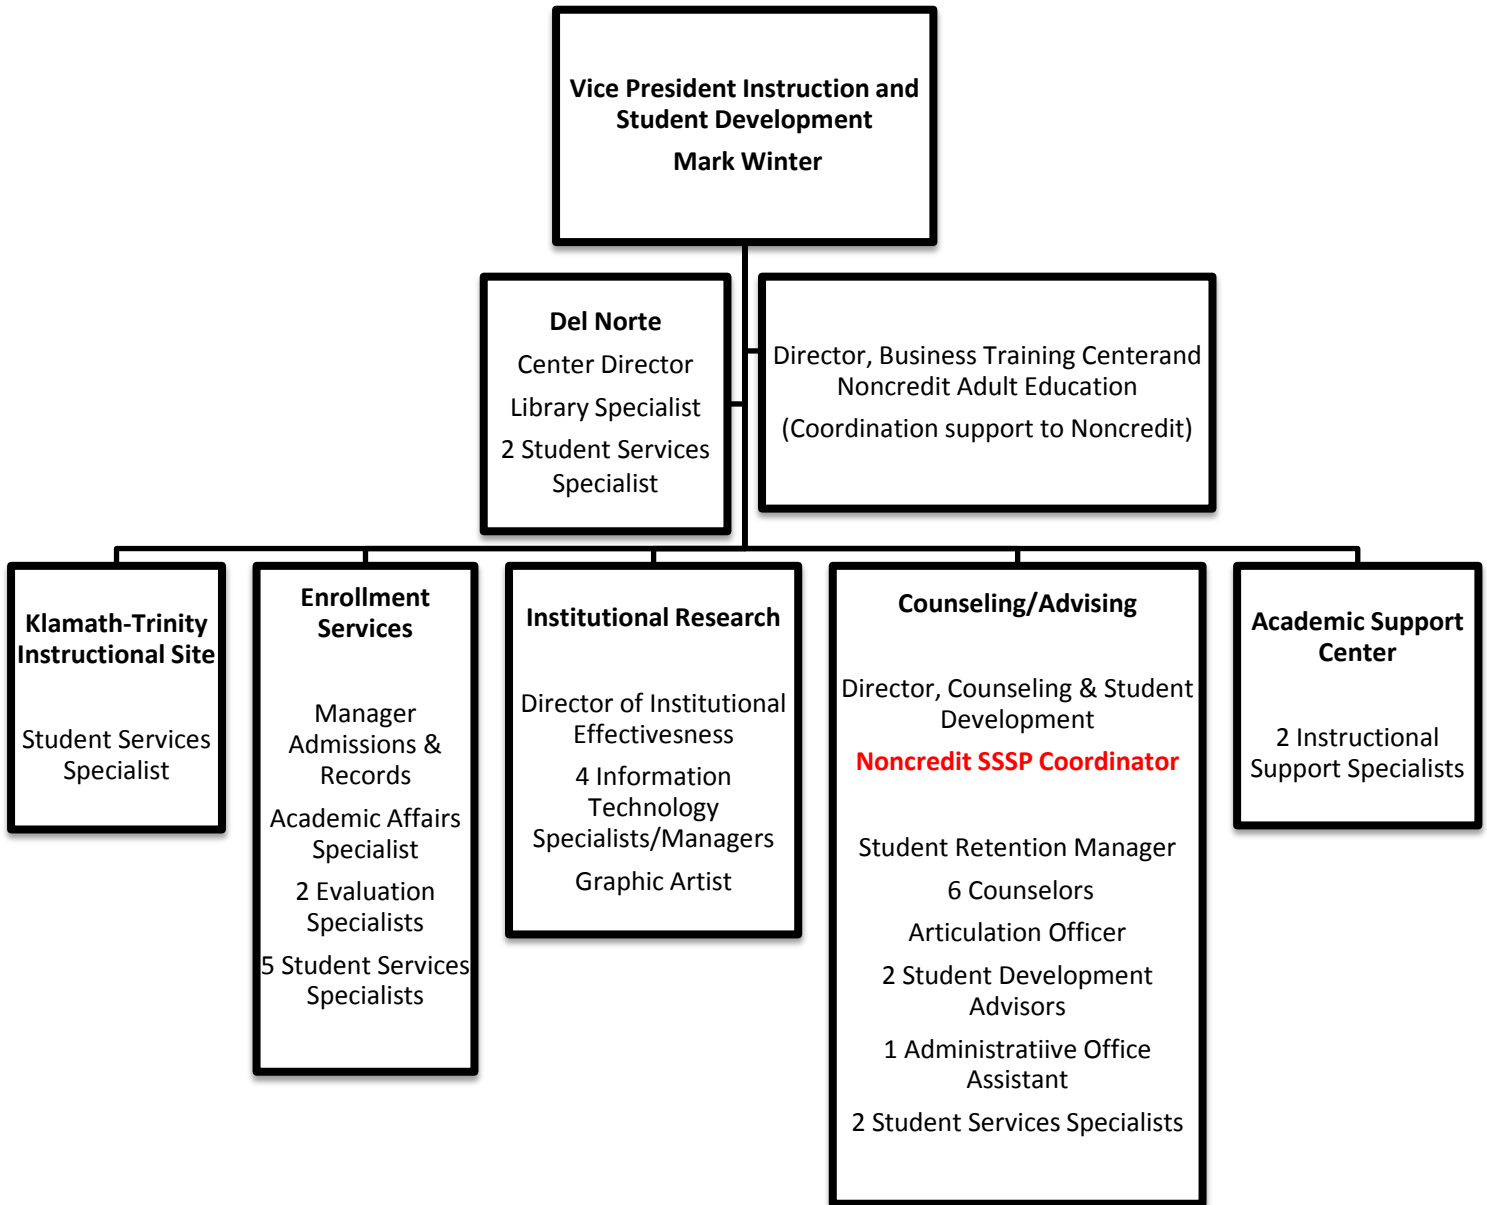 Vice President Instruction and
Student Development
Mark Winter
Del Norte
Center Director
Library Specialist
2 Student Services
Specialist
Director, Business Training Centerand
Noncredit Adult Education
(Coordination support to Noncredit)
Klamath-Trinity
Instructional Site
Student Services
Specialist
Enrollment
Services
Manager
Admissions &
Records
Academic Affairs
Specialist
2 Evaluation
Specialists
5 Student Services
Specialists
Institutional Research
Director of Institutional
Effectivesness
4 Information
Technology
Specialists/Managers
Graphic Artist
Counseling/Advising
Director, Counseling & Student
Development
Noncredit SSSP Coordinator
Student Retention Manager
6 Counselors
Articulation Officer
2 Student Development
Advisors
1 Administratiive Office
Assistant
2 Student Services Specialists
Academic Support
Center
2 Instructional
Support Specialists